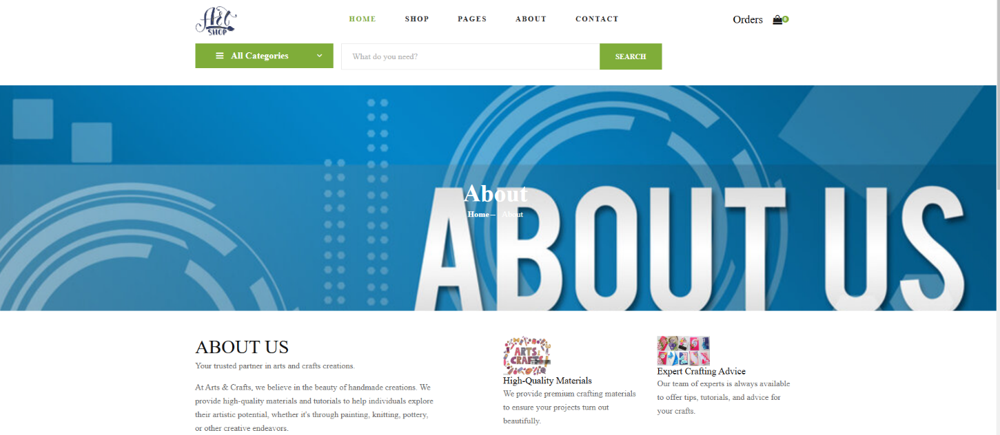 Art
SHOP
HOME SHOP PAGES ABOUT CONTACT
Orders 0
All Categories
What do you need?
SEARCH
ABOUT US
About
Home— About
ABOUT US
Your trusted partner in arts and crafts creations.
At Arts & Crafts, we believe in the beauty of handmade creations. We
provide high-quality materials and tutorials to help individuals explore
their artistic potential, whether it's through painting, knitting, pottery,
or other creative endeavors.
ARTS
CRAFTS
High-Quality Materials
We provide premium crafting materials
to ensure your projects turn out
beautifully.
Expert Crafting Advice
Our team of experts is always available
to offer tips, tutorials, and advice for
your crafts.